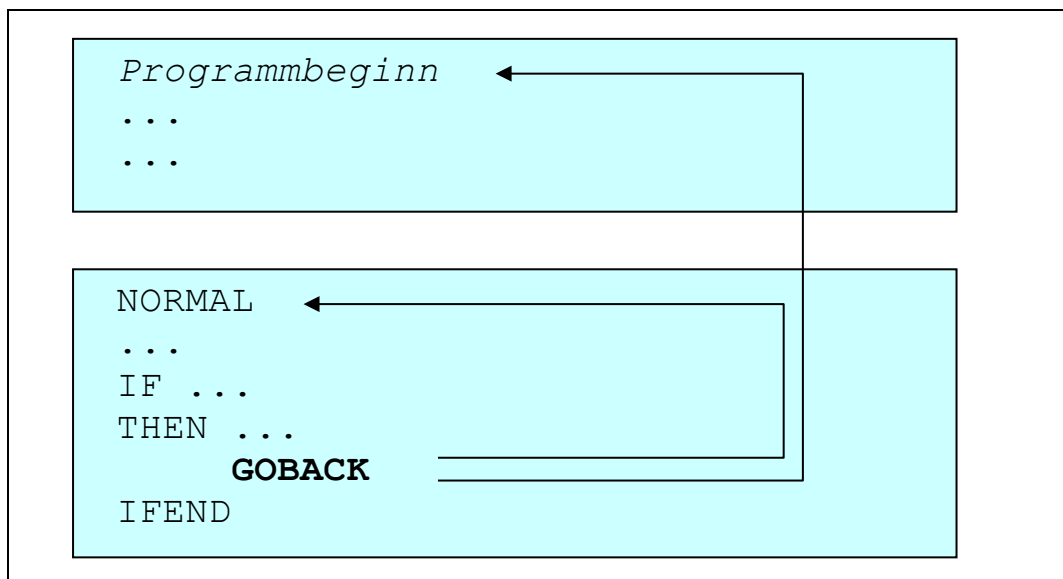 Programmbeginn
...
...
NORMAL
...
IF ...
THEN ...
GOBACK
IFEND